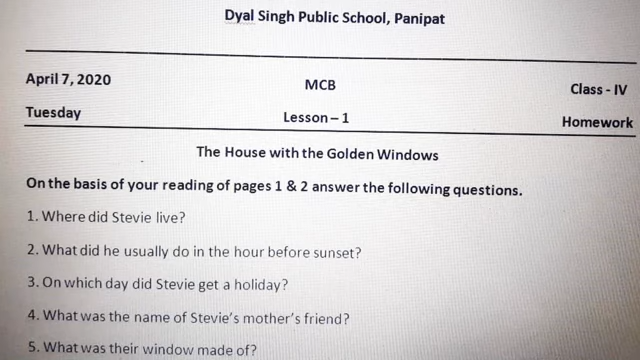 Dyal Singh Public School, Panipat
April 7, 2020 MCB Class - IV
Tuesday Lesson – 1 Homework
The House with the Golden Windows
On the basis of your reading of pages 1 & 2 answer the following questions.
1. Where did Stevie live?
2. What did he usually do in the hour before sunset?
3. On which day did Stevie get a holiday?
4. What was the name of Stevie's mother's friend?
5. What was their window made of?